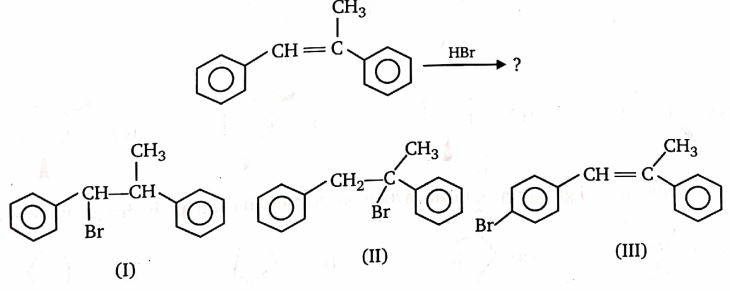 CH₃
CH=C
HBr
?
CH₃
CH—CH
Br
(I)
CH₃
CH₂—C
Br
(II)
CH₃
CH=C
Br
(III)